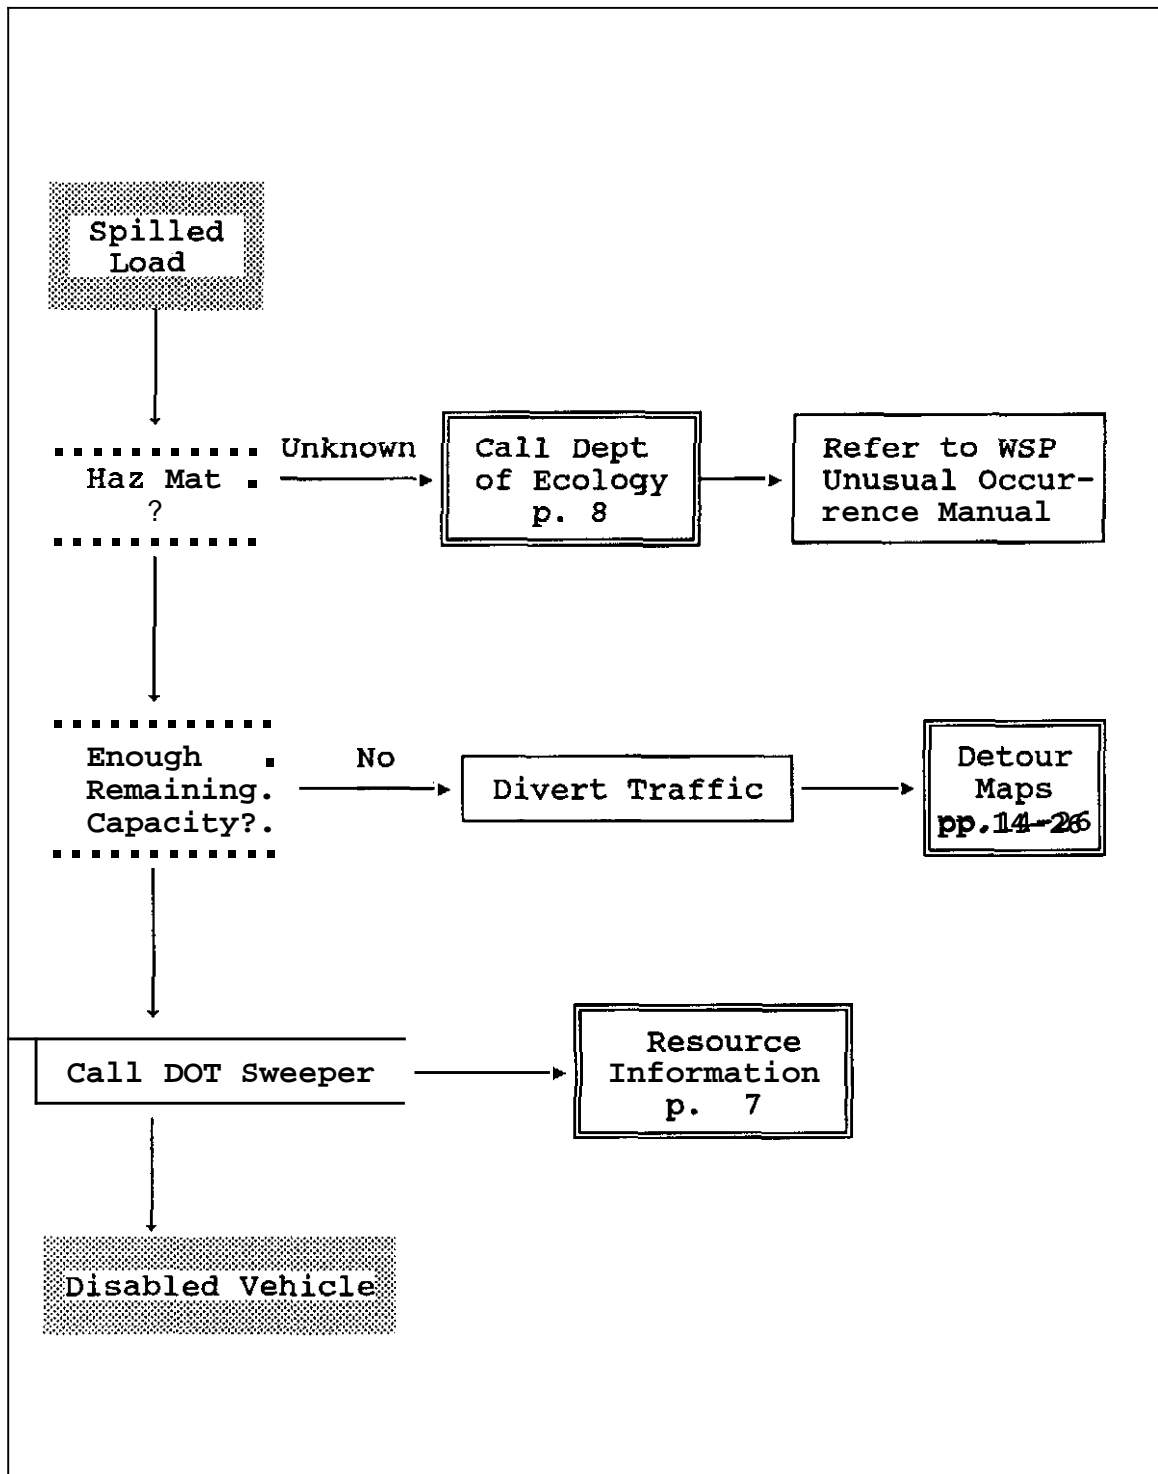 Spilled
Load
Haz Mat
?
Unknown
Call Dept
of Ecology
p. 8
Refer to WSP
Unusual Occur-
rence Manual
Enough
Remaining.
Capacity?.
No
Divert Traffic
Detour
Maps
pp.
Call DOT Sweeper
Resource
Information
p. 7
Disabled Vehicle